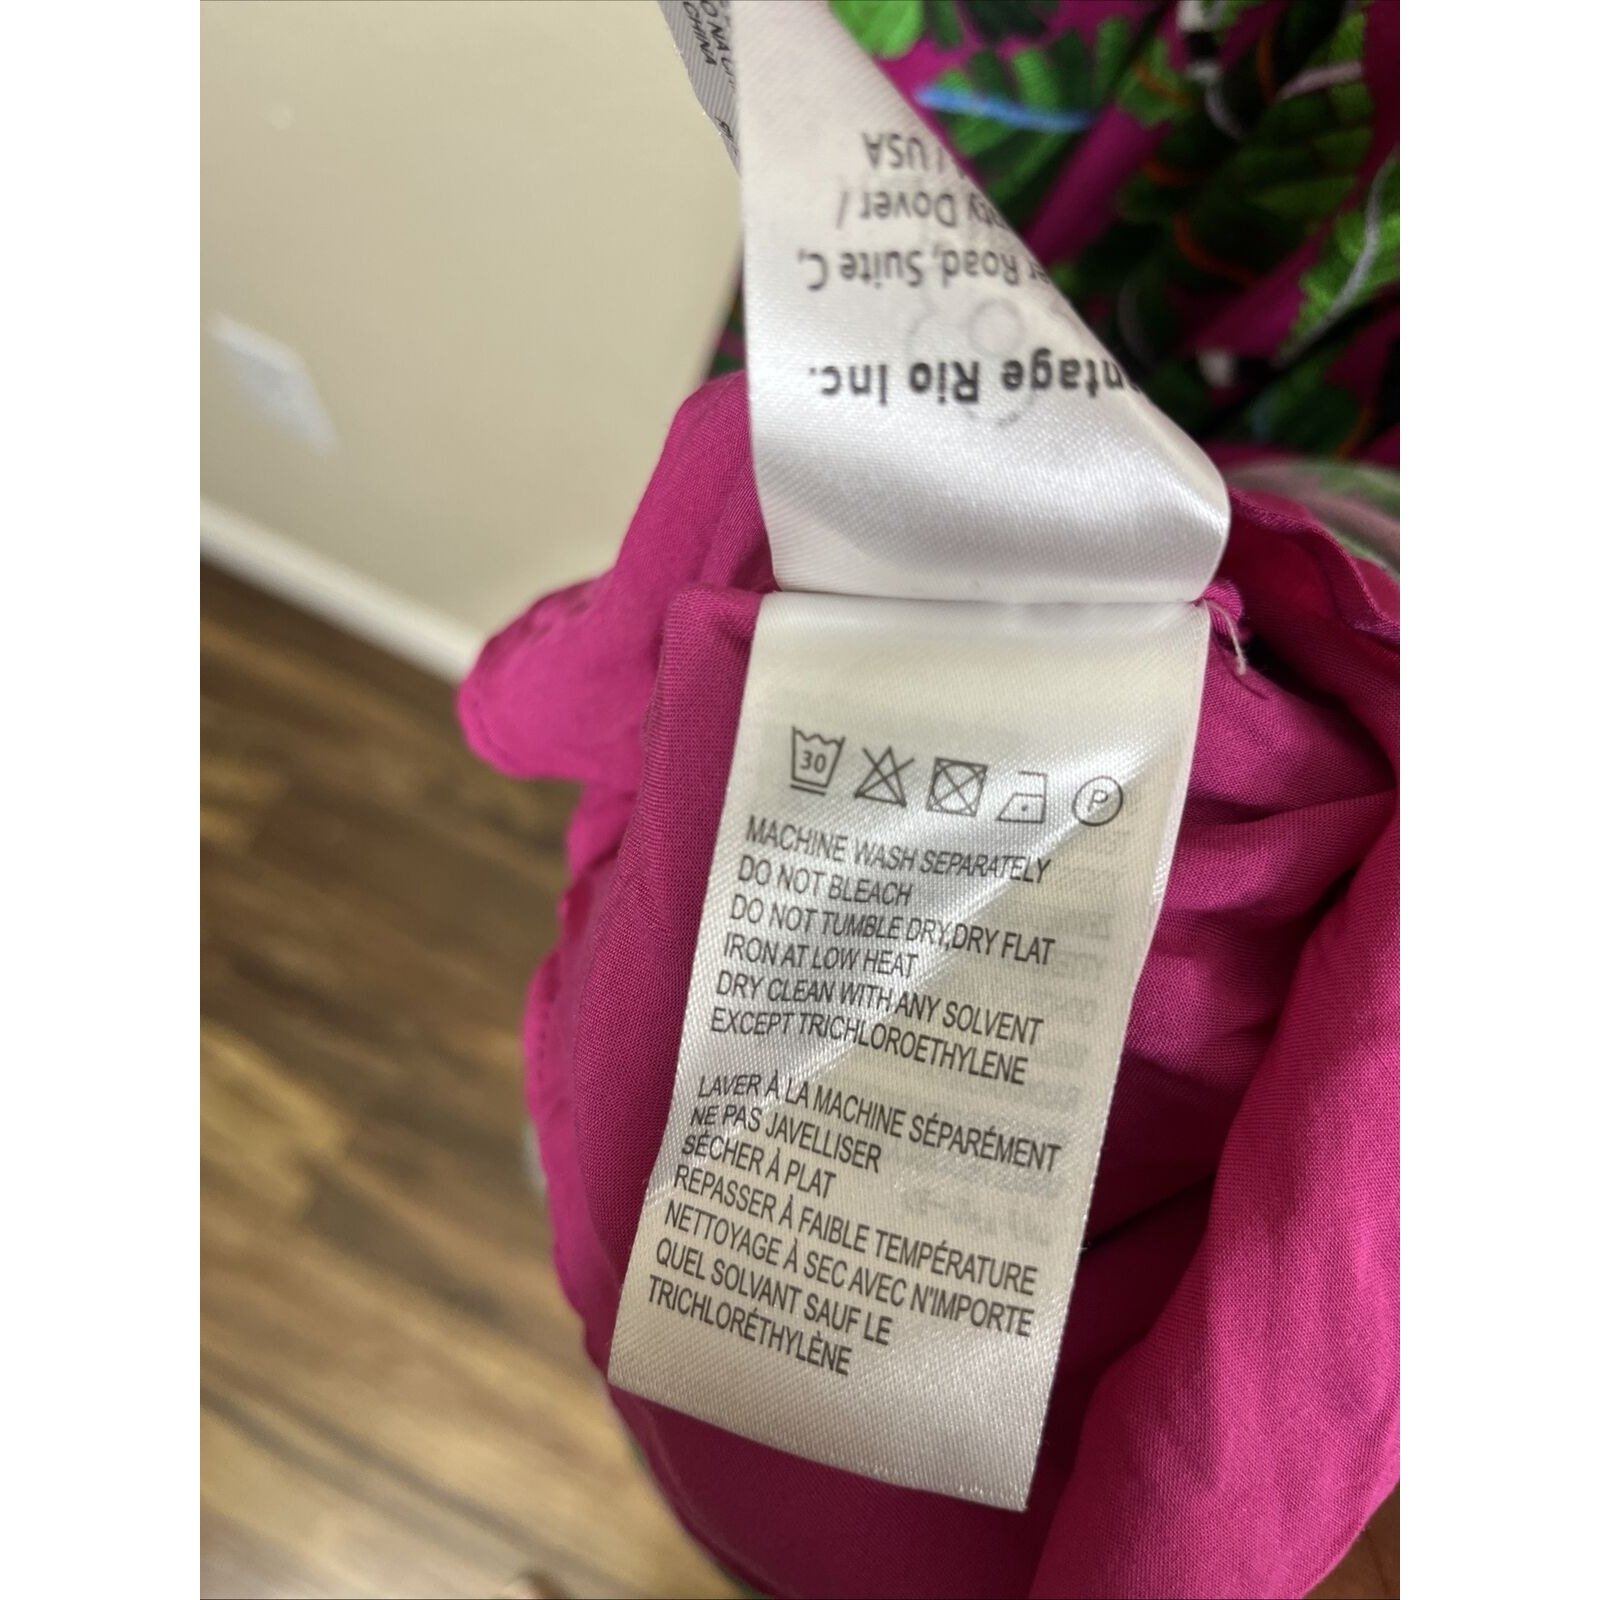 CHINA
USA
Dover /
Road, Suite C,
Rio Inc.
30
P
MACHINE WASH SEPARATELY
DO NOT BLEACH
DO NOT TUMBLE DRY,DRY FLAT
IRON AT LOW HEAT
DRY CLEAN WITH ANY SOLVENT
EXCEPT TRICHLOROETHYLENE
LAVER À LA MACHINE SÉPARÉMENT
NE PAS JAVELLISER
SÉCHER À PLAT
REPASSER À FAIBLE TEMPÉRATURE
NETTOYAGE À SEC AVEC N'IMPORTE
QUEL SOLVANT SAUF LE
TRICHLORÉTHYLÈNE